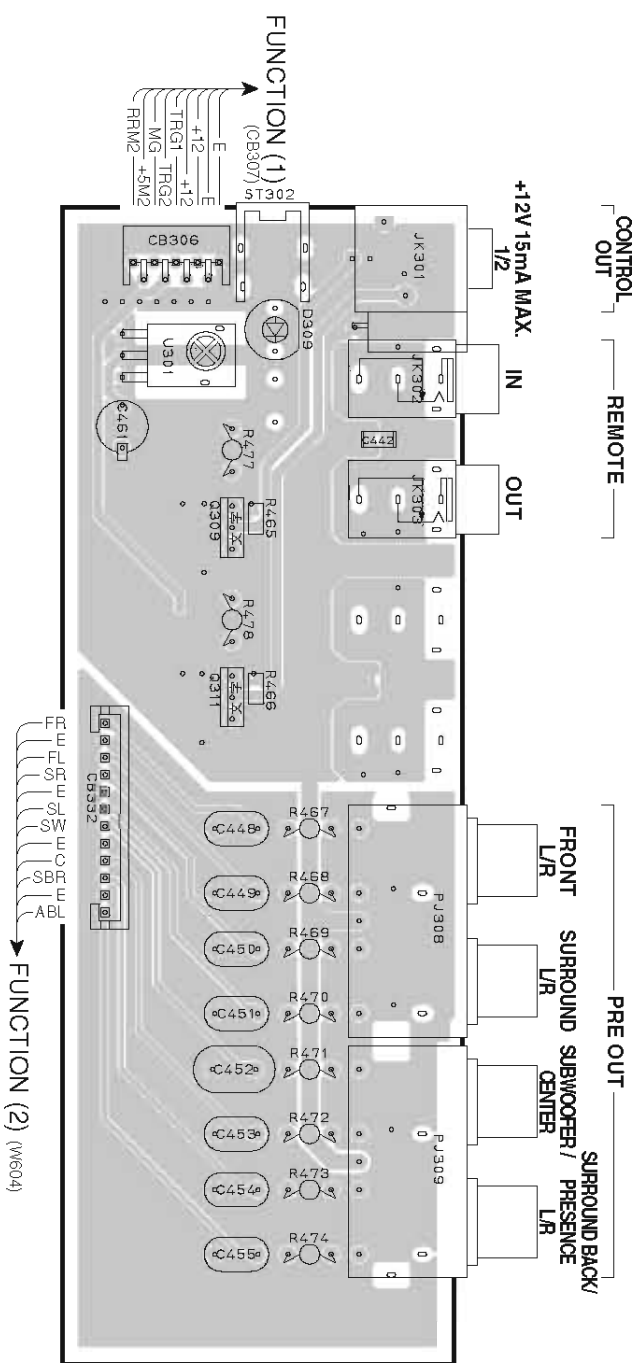 FUNCTION (1)
(CB307)
E
E
+12
+12
TRG1
TRG2
MG
+5M2
RRM2
CONTROL
OUT
+12V 15mA MAX.
1/2
REMOTE
IN
OUT
PRE OUT
FRONT
L/R
SURROUND
L/R
SUBWOOFER /
CENTER
SURROUND BACK/
PRESENCE
L/R
ST302
CB306
JK301
D309
U301
JK302
C461
C442
R477
JK303
R465
Q309
R478
R466
Q311
CB332
FR
E
FL
SR
E
SL
SW
E
C
SBR
E
ABL
FUNCTION (2) (W604)
C448
R467
C449
R468
PJ308
C450
R469
C451
R470
C452
R471
C453
R472
PJ309
C454
R473
C455
R474